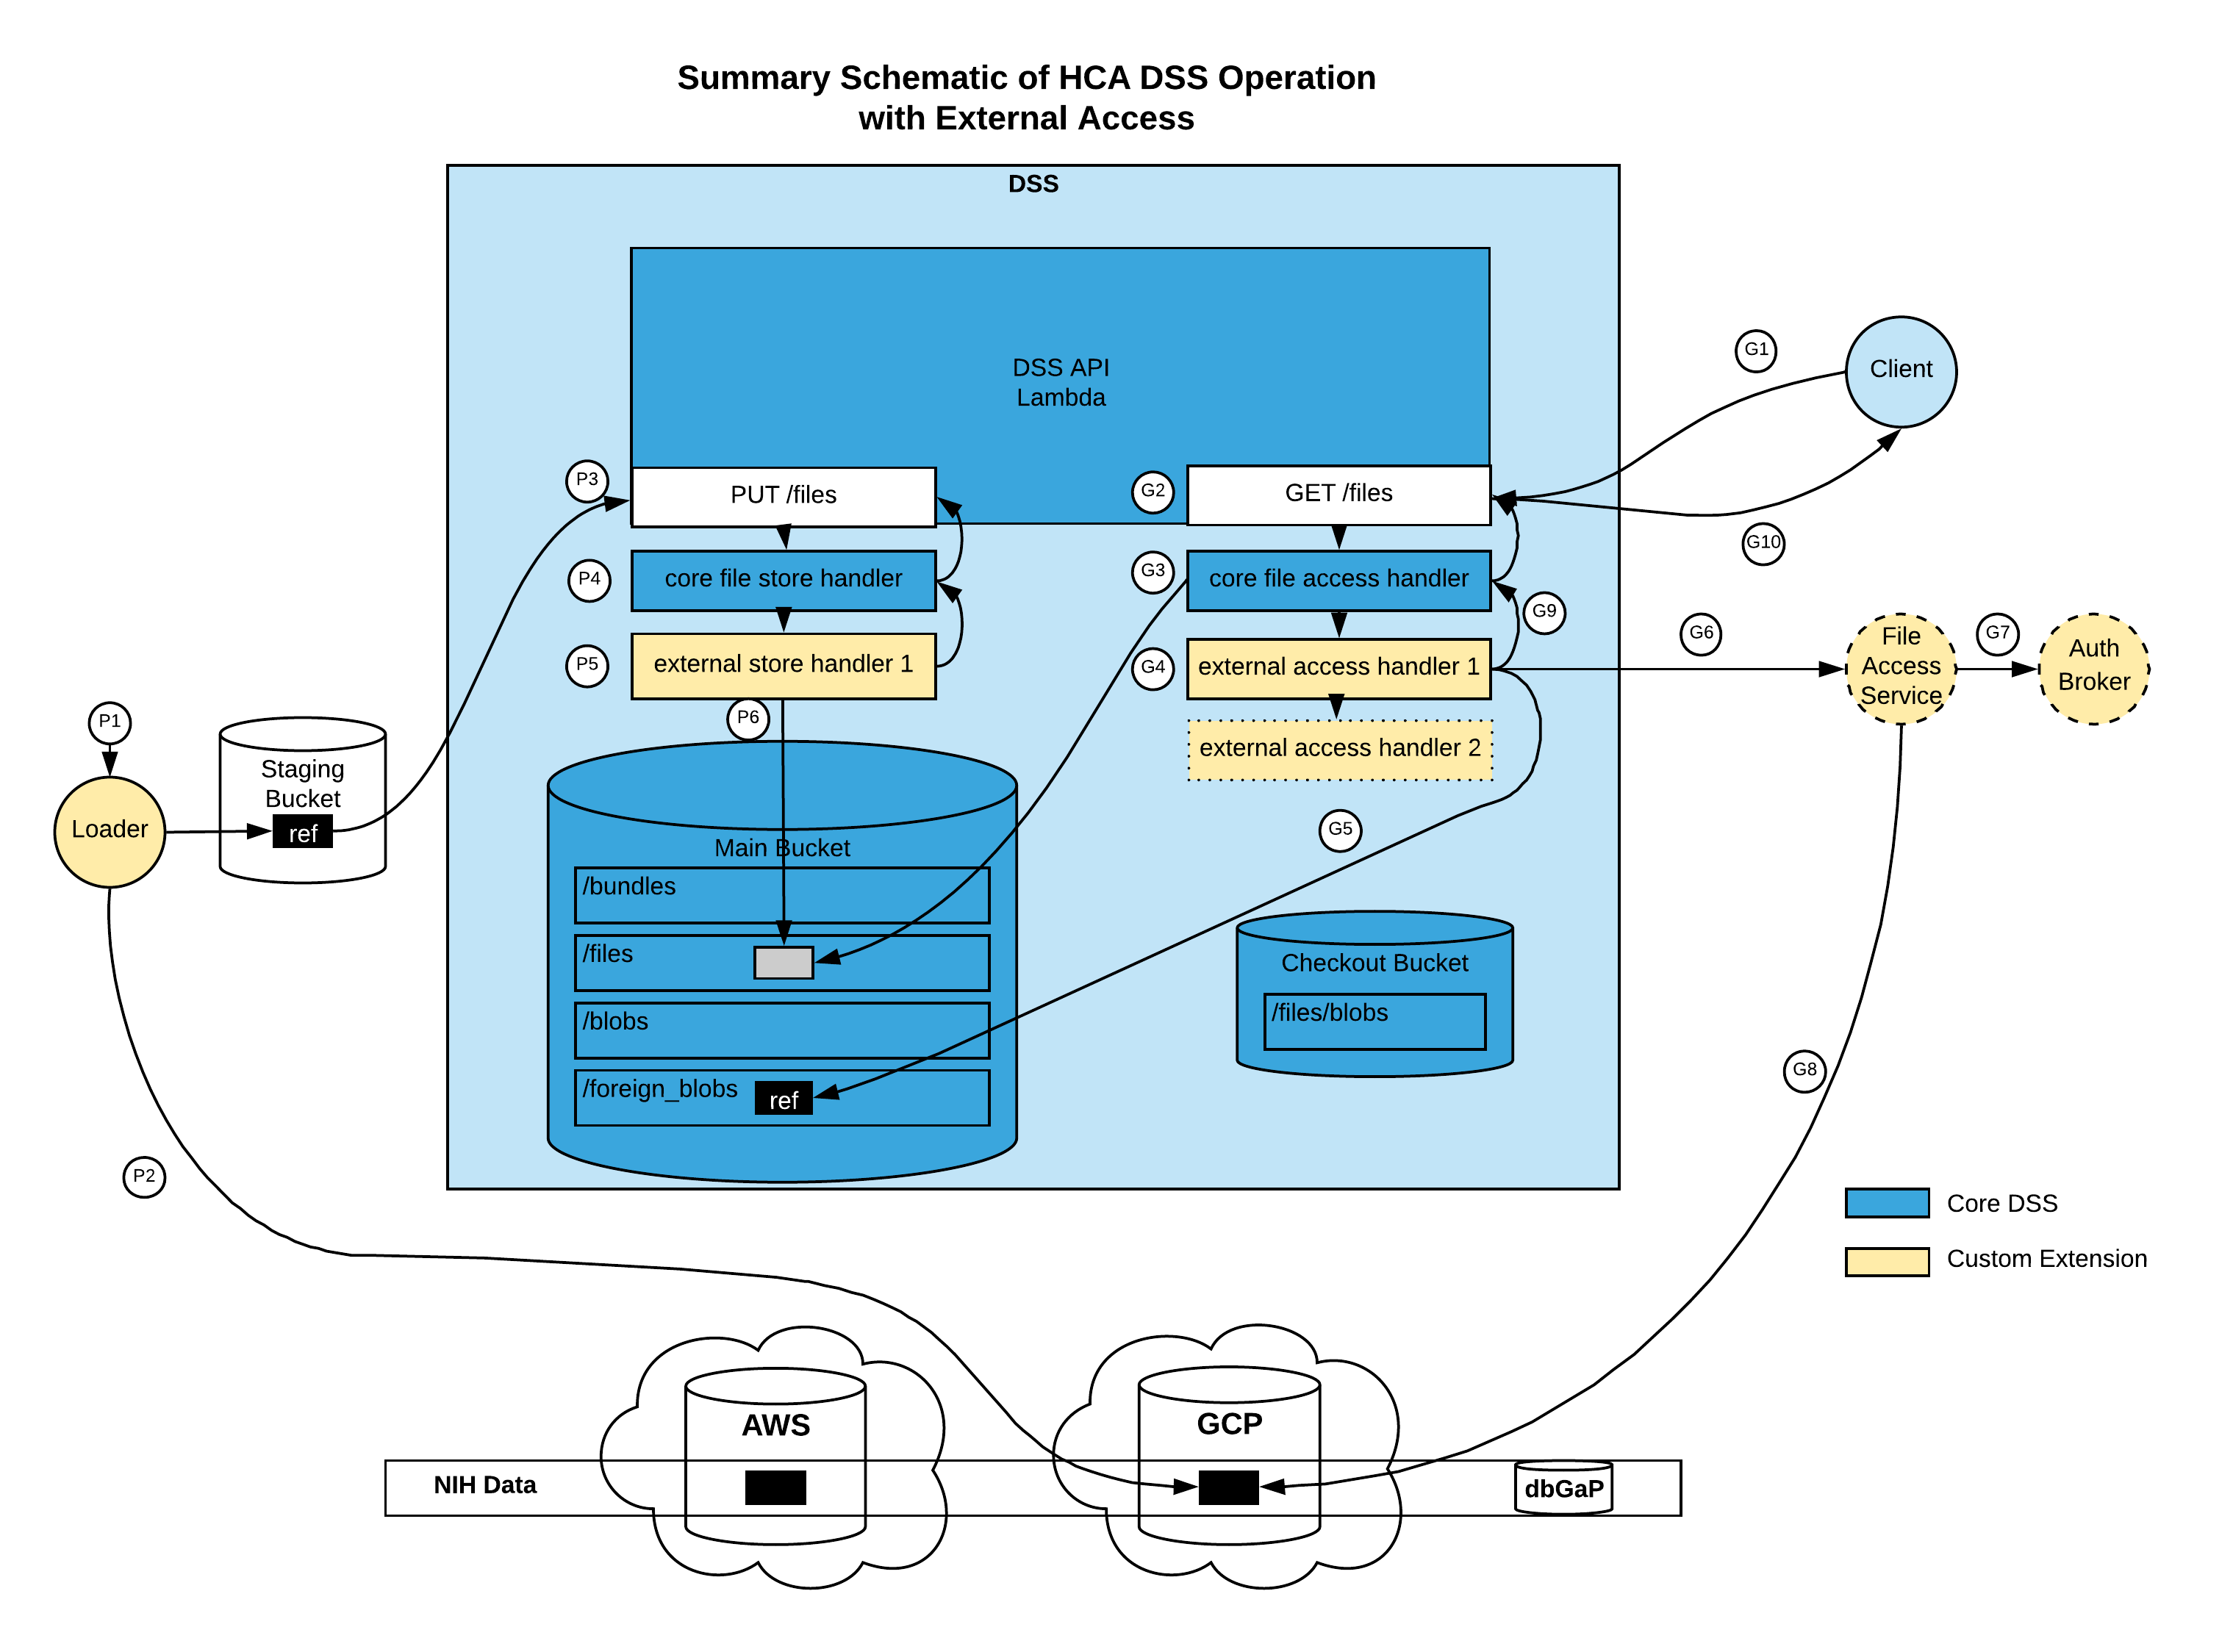 Summary Schematic of HCA DSS Operation
with External Access
DSS
DSS API
Lambda
G1
Client
P3
PUT /files
G2
GET /files
G10
P4
core file store handler
G3
core file access handler
G9
P5
external store handler 1
G4
external access handler 1
G6
File
Access
Service
G7
Auth
Broker
P6
external access handler 2
P1
Staging
Bucket
ref
Loader
G5
Main Bucket
/bundles
/files
/blobs
/foreign_blobs
ref
Checkout Bucket
/files/blobs
G8
P2
Core DSS
Custom Extension
AWS
GCP
NIH Data
dbGaP